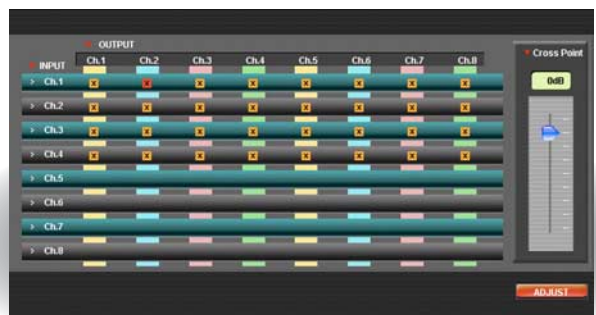 OUTPUT
INPUT
Ch.1 Ch.2 Ch.3 Ch.4 Ch.5 Ch.6 Ch.7 Ch.8
Cross Point
0dB
Ch.1 X X X X X X X X
Ch.2 X X X X X X X X
Ch.3 X X X X X X X X
Ch.4 X X X X X X X X
Ch.5
Ch.6
Ch.7
Ch.8
ADJUST